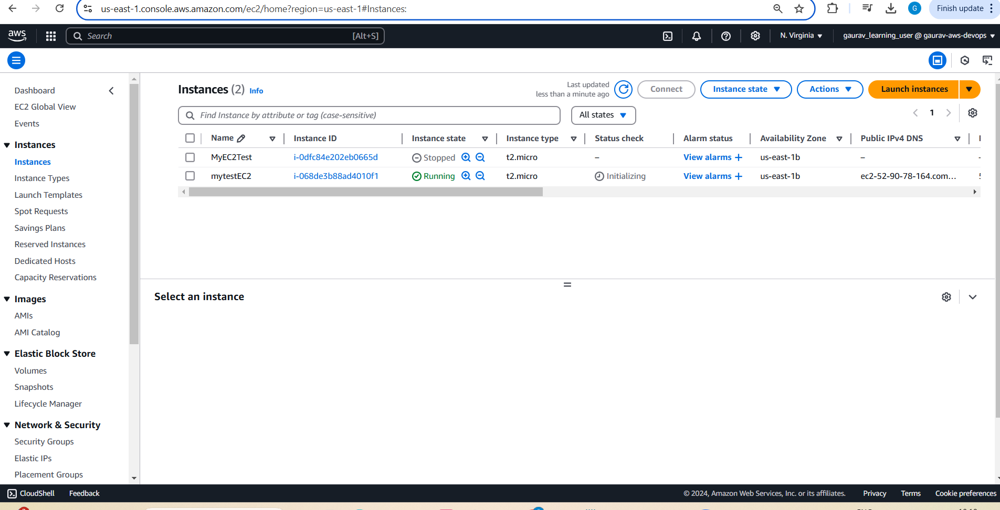 us-east-1.console.aws.amazon.com/ec2/home?region=us-east-1#Instances:
G
Finish update
aws
Search
[Alt+S]
N. Virginia
gaurav_learning_user @ gaurav-aws-devops
Dashboard
EC2 Global View
Events
Instances
Instances
Instance Types
Launch Templates
Spot Requests
Savings Plans
Reserved Instances
Dedicated Hosts
Capacity Reservations
Images
AMIs
AMI Catalog
Elastic Block Store
Volumes
Snapshots
Lifecycle Manager
Network & Security
Security Groups
Elastic IPs
Placement Groups
Instances (2) Info
Last updated
less than a minute ago
Connect
Instance state
Actions
Launch instances
Find Instance by attribute or tag (case-sensitive)
All states
1
Name Instance ID Instance state Instance type Status check Alarm status Availability Zone Public IPv4 DNS
MyEC2Test i-0dfc84e202eb0665d Stopped t2.micro – View alarms + us-east-1b –
mytestEC2 i-068de3b88ad4010f1 Running t2.micro Initializing View alarms + us-east-1b ec2-52-90-78-164.com...
Select an instance
CloudShell Feedback
© 2024, Amazon Web Services, Inc. or its affiliates. Privacy Terms Cookie preferences